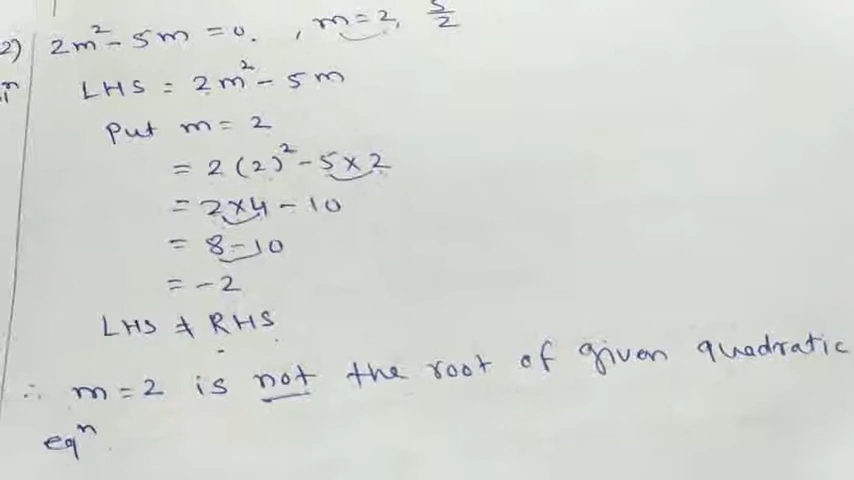 2) 2m² - 5m = 0. , m = 2, 5/2
n LHS = 2m² - 5m
Put m = 2
= 2(2)² - 5 × 2
= 2 × 4 - 10
= 8 - 10
= -2
LHS ≠ RHS
∴ m = 2 is not the root of given quadratic
eqⁿ